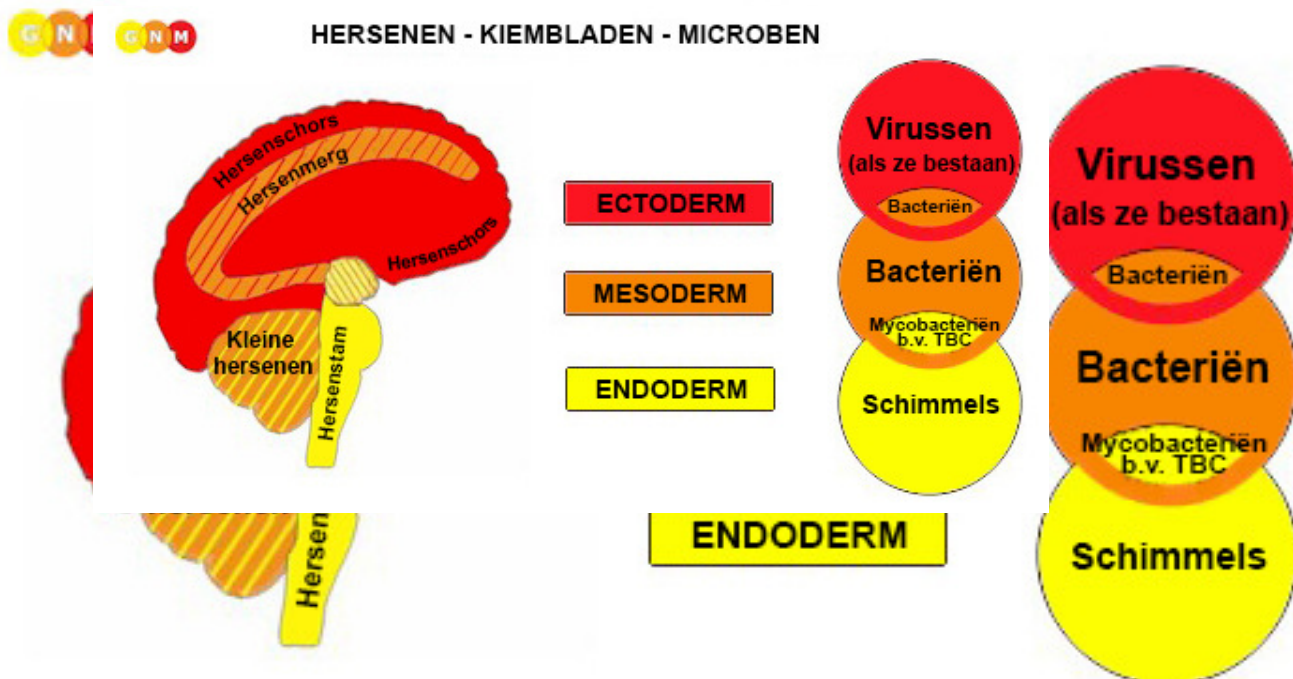 G N
G N M
HERSENEN - KIEMBLADEN - MICROBEN
Hersenschors
Hersenmerg
Hersenschors
Kleine
hersenen
Hersenstam
ECTODERM
MESODERM
ENDODERM
Virussen
(als ze bestaan)
Bacteriën
Bacteriën
Mycobacteriën
b.v. TBC
Schimmels
Virussen
(als ze bestaan)
Bacteriën
Bacteriën
Mycobacteriën
b.v. TBC
Schimmels
Hersen
ENDODERM